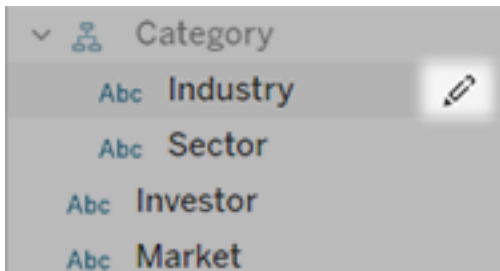 Category
Abc Industry
Abc Sector
Abc Investor
Abc Market